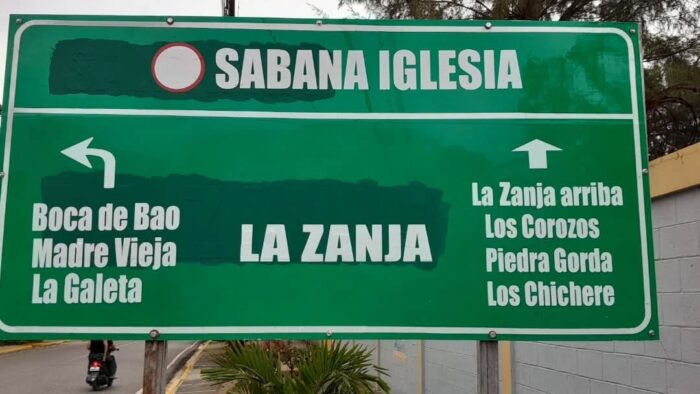 SABANA IGLESIA
Boca de Bao
Madre Vieja
La Galeta
LA ZANJA
La Zanja arriba
Los Corozos
Piedra Gorda
Los Chichere